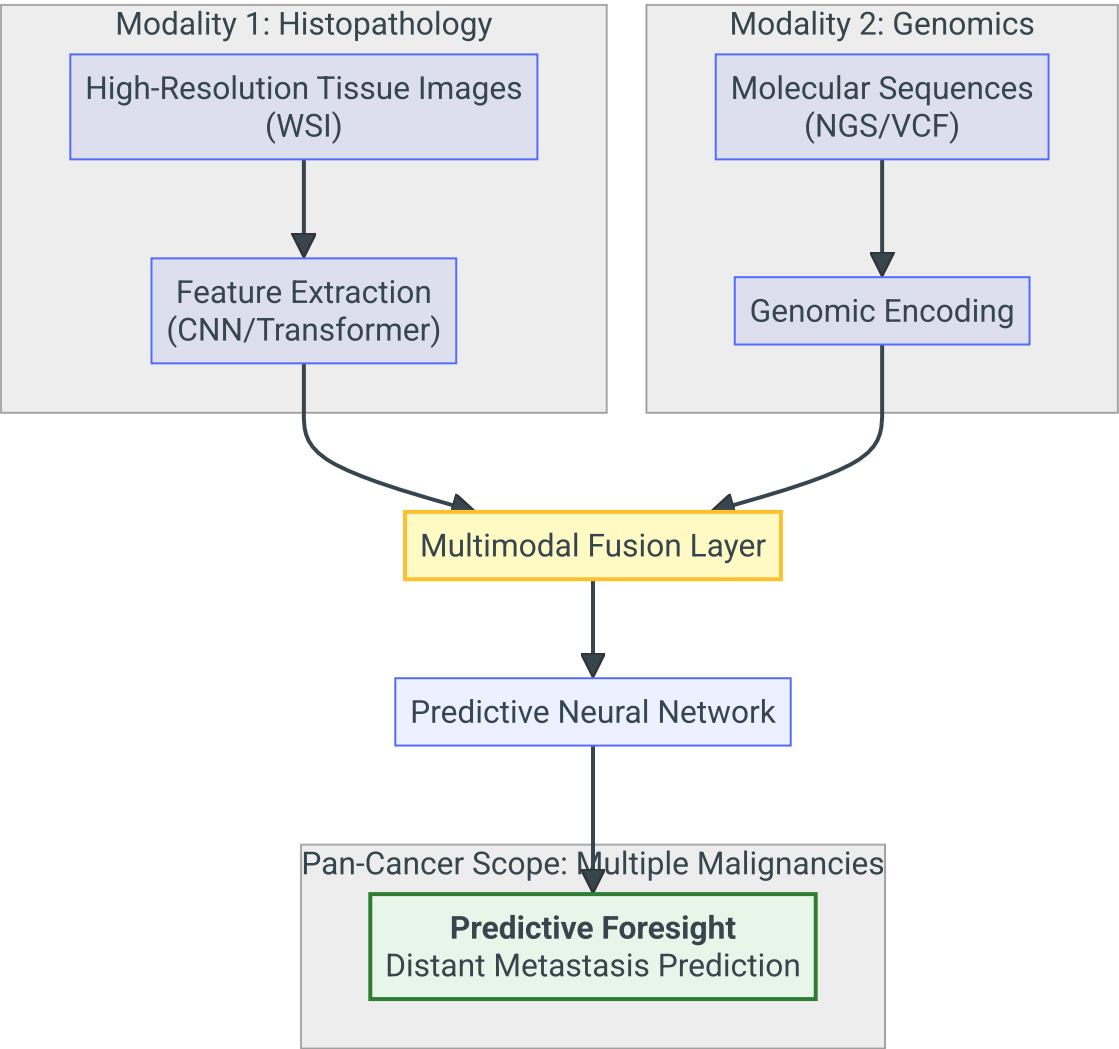 Modality 1: Histopathology
High-Resolution Tissue Images
(WSI)
Feature Extraction
(CNN/Transformer)
Modality 2: Genomics
Molecular Sequences
(NGS/VCF)
Genomic Encoding
Multimodal Fusion Layer
Predictive Neural Network
Pan-Cancer Scope: Multiple Malignancies
Predictive Foresight
Distant Metastasis Prediction